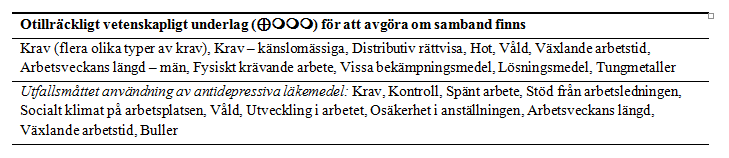 Otillräckligt vetenskapligt underlag (⊕❍❍❍) för att avgöra om samband finns
Krav (flera olika typer av krav), Krav – känslomässiga, Distributiv rättvisa, Hot, Våld, Växlande arbetstid,
Arbetsveckans längd – män, Fysiskt krävande arbete, Vissa bekämpningsmedel, Lösningsmedel, Tungmetaller
Utfallsmåttet användning av antidepressiva läkemedel: Krav, Kontroll, Spänt arbete, Stöd från arbetsledningen,
Socialt klimat på arbetsplatsen, Våld, Utveckling i arbetet, Osäkerhet i anställningen, Arbetsveckans längd,
Växlande arbetstid, Buller